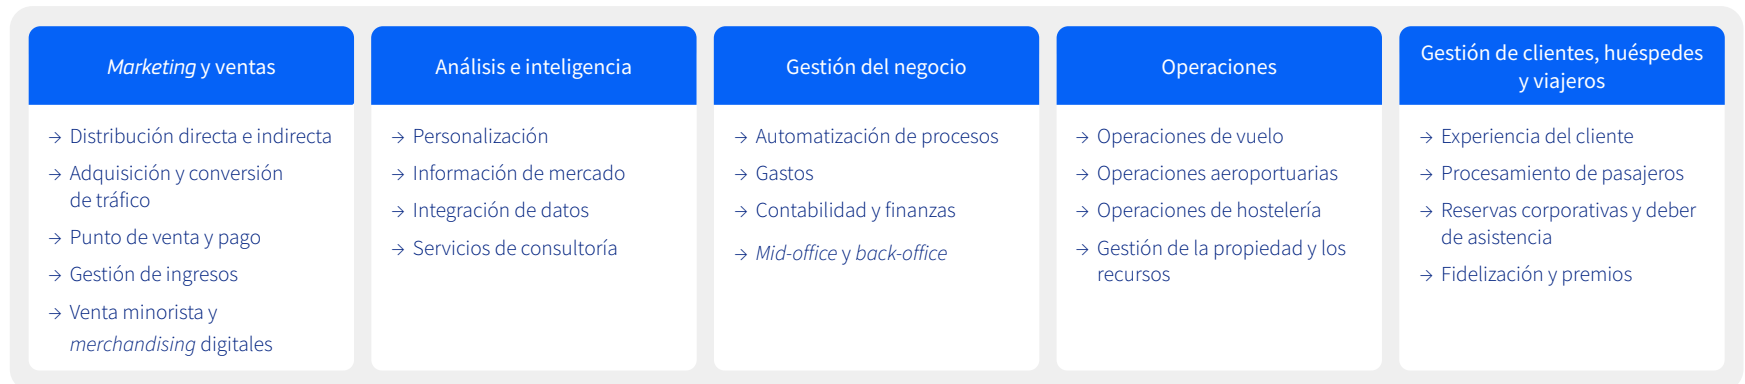 Marketing y ventas
→ Distribución directa e indirecta
→ Adquisición y conversión
de tráfico
→ Punto de venta y pago
→ Gestión de ingresos
→ Venta minorista y
merchandising digitales
Análisis e inteligencia
→ Personalización
→ Información de mercado
→ Integración de datos
→ Servicios de consultoría
Gestión del negocio
→ Automatización de procesos
→ Gastos
→ Contabilidad y finanzas
→ Mid-office y back-office
Operaciones
→ Operaciones de vuelo
→ Operaciones aeroportuarias
→ Operaciones de hostelería
→ Gestión de la propiedad y los
recursos
Gestión de clientes, huéspedes
y viajeros
→ Experiencia del cliente
→ Procesamiento de pasajeros
→ Reservas corporativas y deber
de asistencia
→ Fidelización y premios